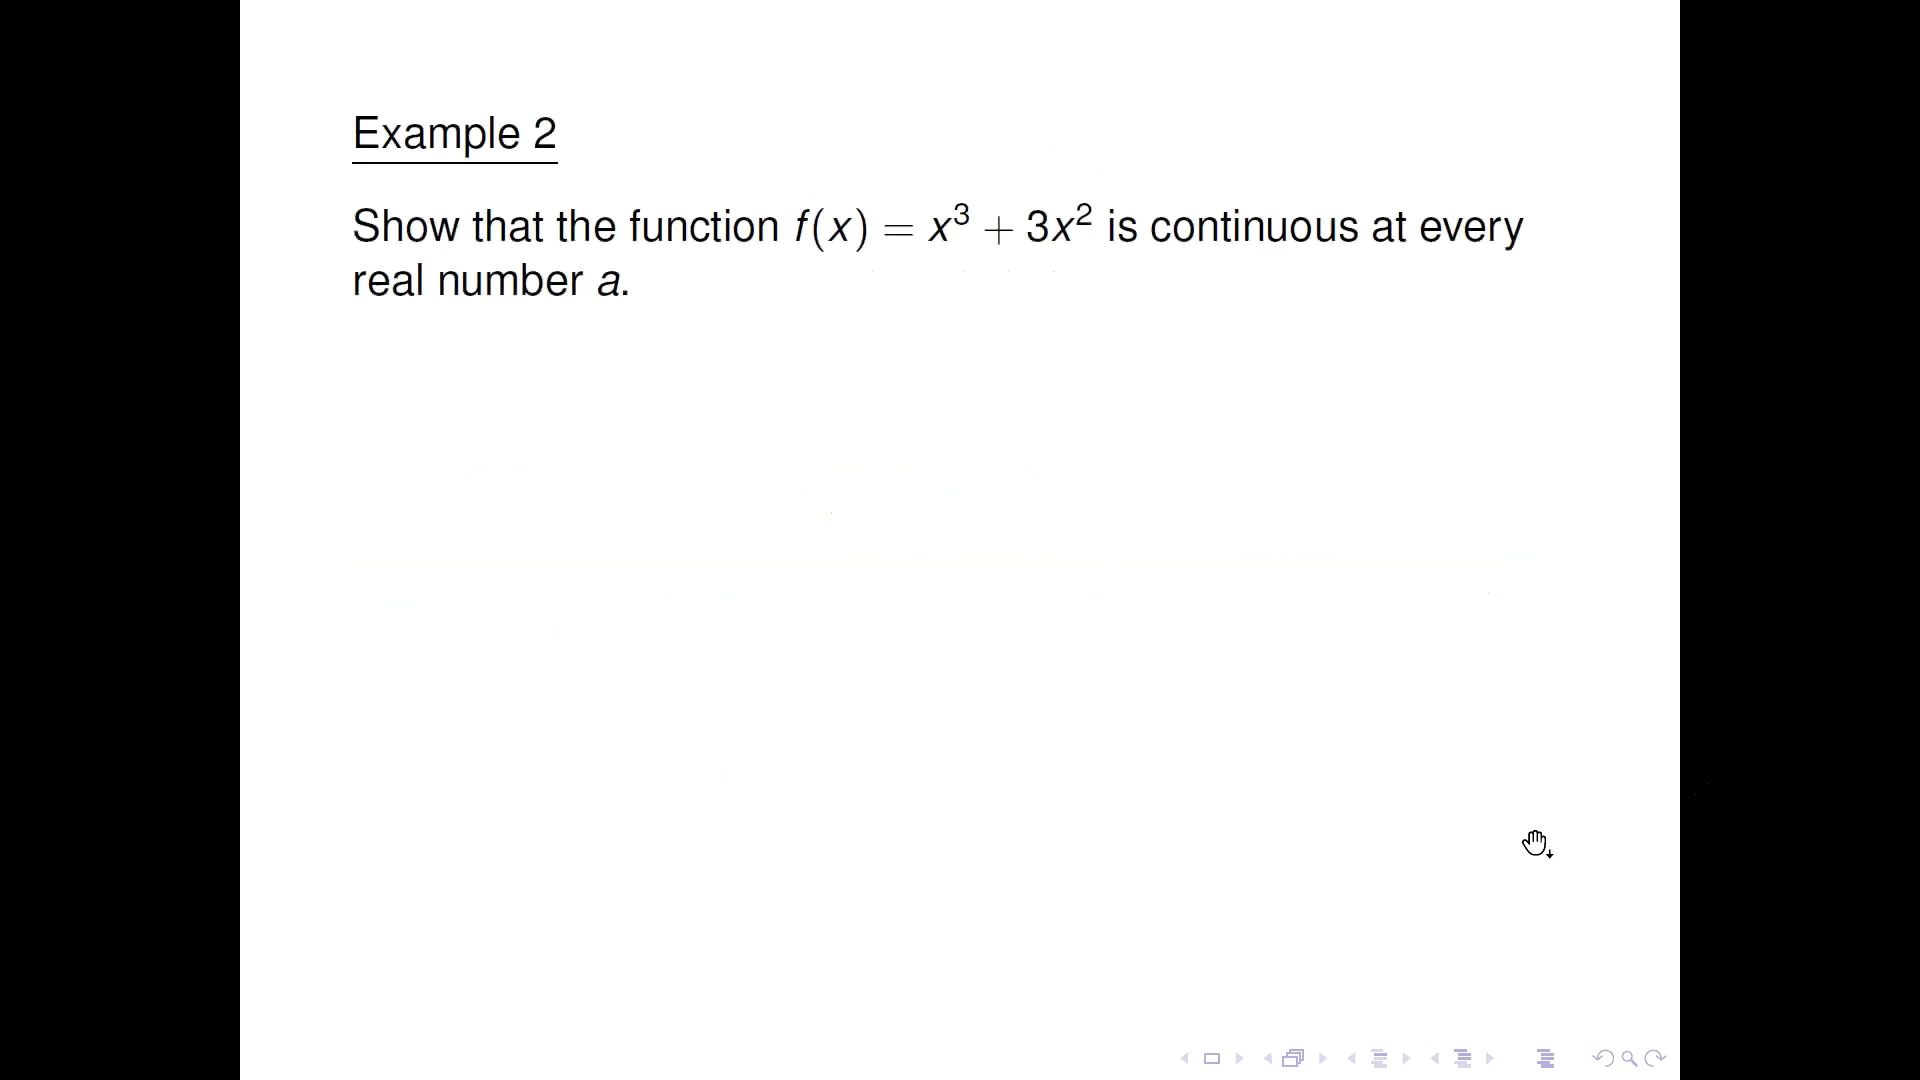 Example 2
Show that the function f(x) = x³ + 3x² is continuous at every
real number a.